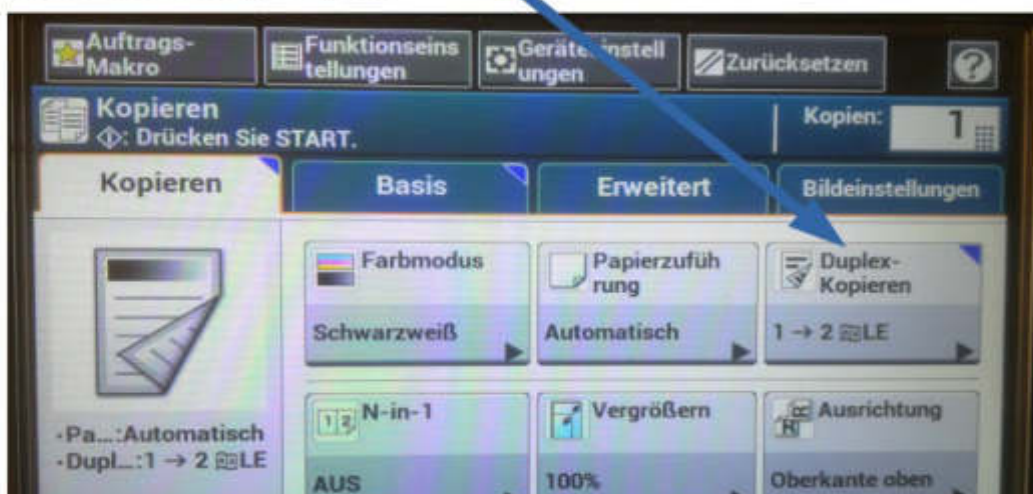 Auftrags-
Makro
Funktionseins
tellungen
Geräteeinstell
ungen
Zurücksetzen
?
Kopieren
: Drücken Sie START.
Kopien:
1
Kopieren
Basis
Erweitert
Bildeinstellungen
Farbmodus
Schwarzweiß
Papierzufüh
rung
Automatisch
Duplex-
Kopieren
1 → 2 LE
-Pa...:Automatisch
-Dupl...:1 → 2 LE
1 2
N-in-1
AUS
Vergrößern
100%
R
Ausrichtung
Oberkante oben